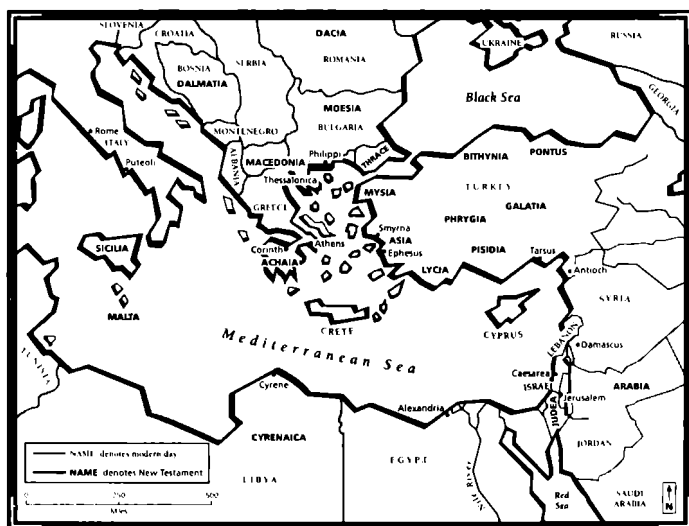 SLOVENIA
CROATIA
DACIA
UKRAINE
RUSSIA
BOSNIA
SERBIA
ROMANIA
DALMATIA
Black Sea
GEORGIA
MOESIA
Rome
MONTENEGRO
BULGARIA
ITALY
ALBANIA
MACEDONIA
Philippi
THRACE
BITHYNIA
PONTUS
Puteoli
Thessalonica
MYSIA
TURKEY
GREECE
PHRYGIA
GALATIA
SICILIA
Corinth
Athens
Smyrna
ASIA
Ephesus
PISIDIA
Tarsus
ACHAIA
LYCIA
Antioch
MALTA
CRETE
CYPRUS
SYRIA
Mediterranean Sea
LEBANON
Damascus
TUNISIA
Caesarea
ISRAEL
ARABIA
Cyrene
Alexandria
JUDEA
Jerusalem
CYRENAICA
JORDAN
NAME denotes modern day
EGYPT
NAME denotes New Testament
LIBYA
Nile River
Red
Sea
SAUDI
ARABIA
N
0 250 500
Miles